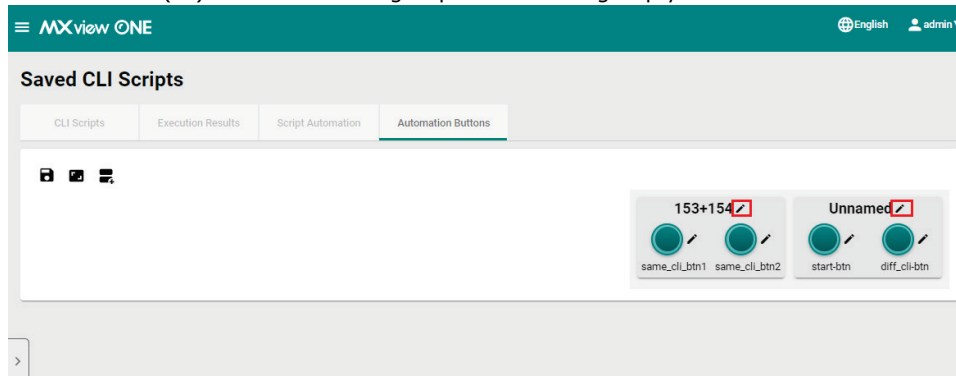 MXview ONE
English admin
Saved CLI Scripts
CLI Scripts Execution Results Script Automation Automation Buttons
153+154 Unnamed
same_cli_btn1 same_cli_btn2 start-btn diff_cli-btn